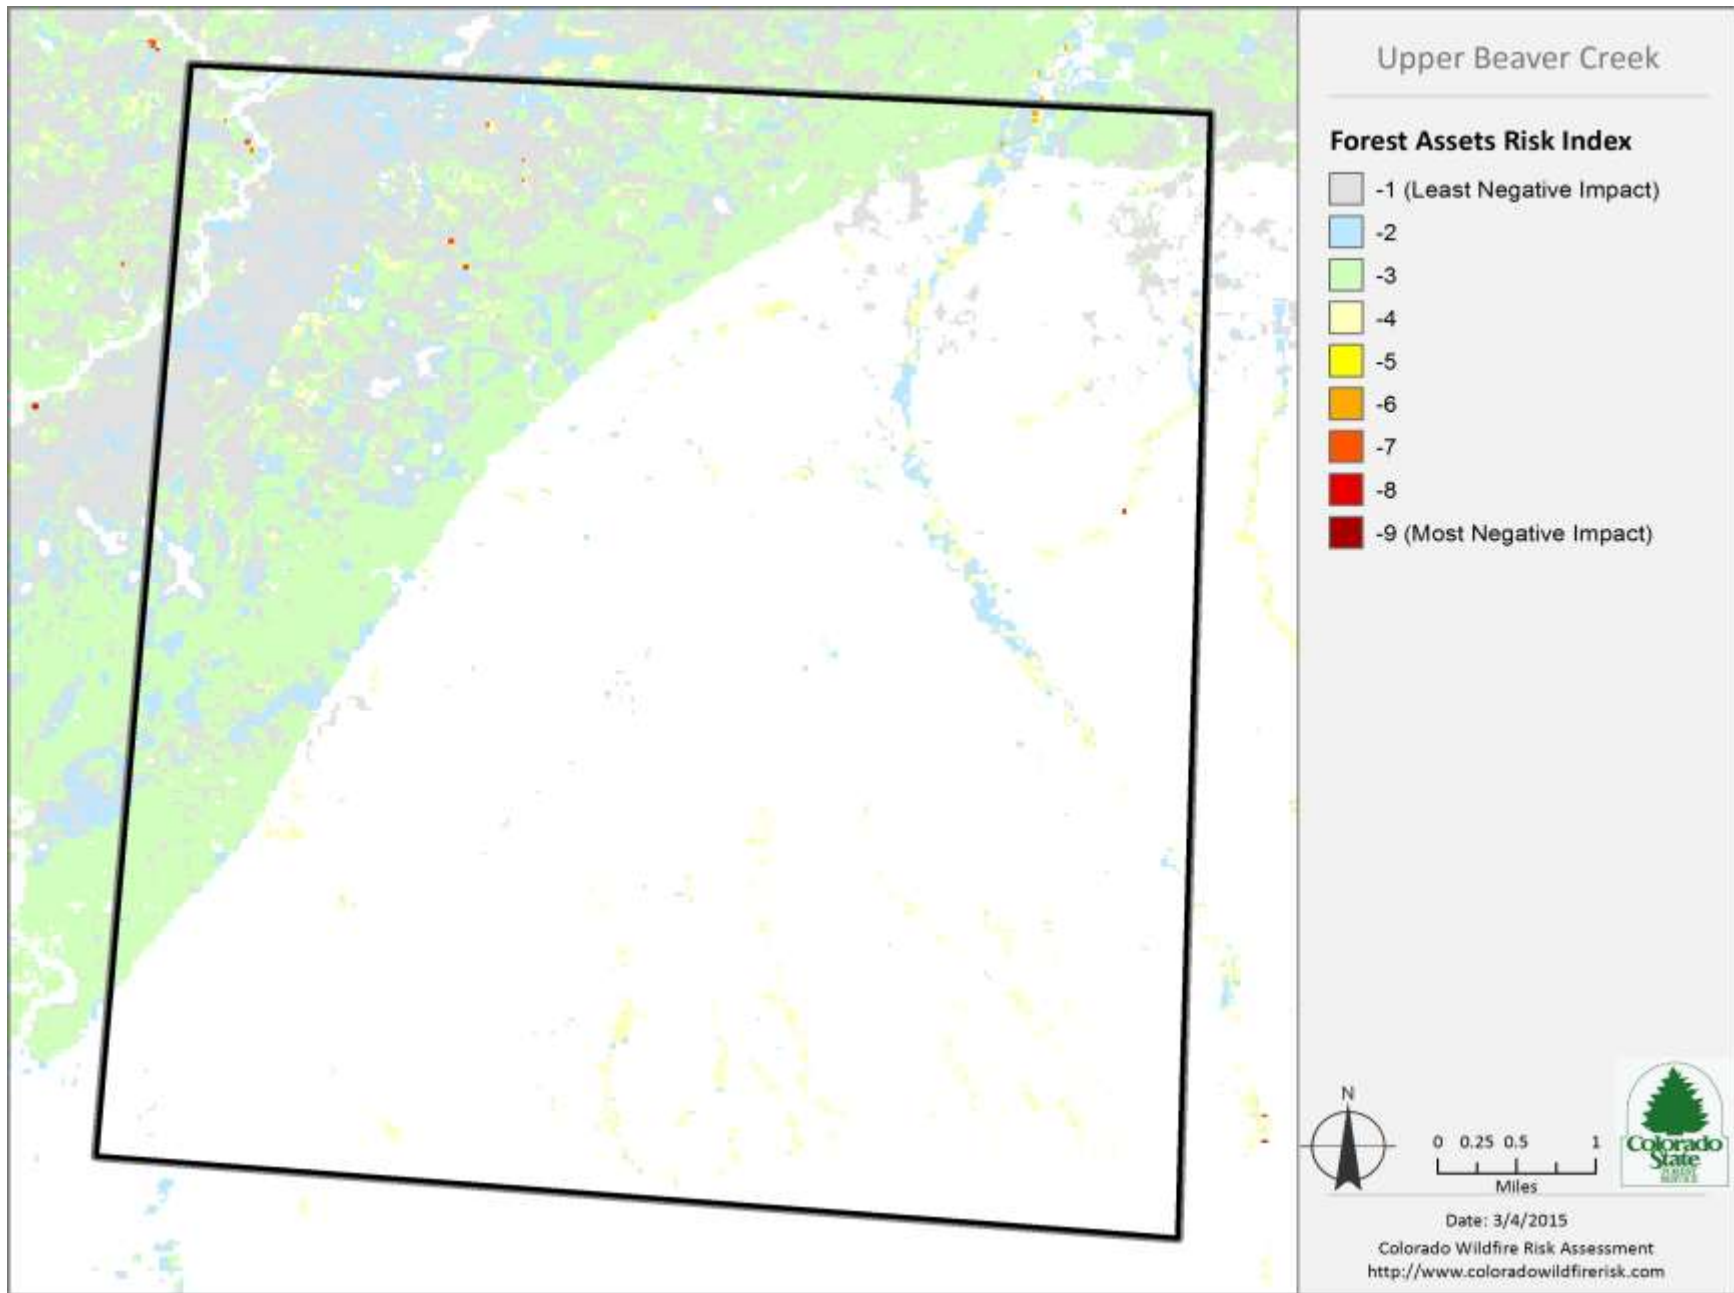 Upper Beaver Creek
Forest Assets Risk Index
-1 (Least Negative Impact)
-2
-3
-4
-5
-6
-7
-8
-9 (Most Negative Impact)
N
0 0.25 0.5 1
Miles
Colorado
State
Date: 3/4/2015
Colorado Wildfire Risk Assessment
http://www.coloradowildfirerisk.com